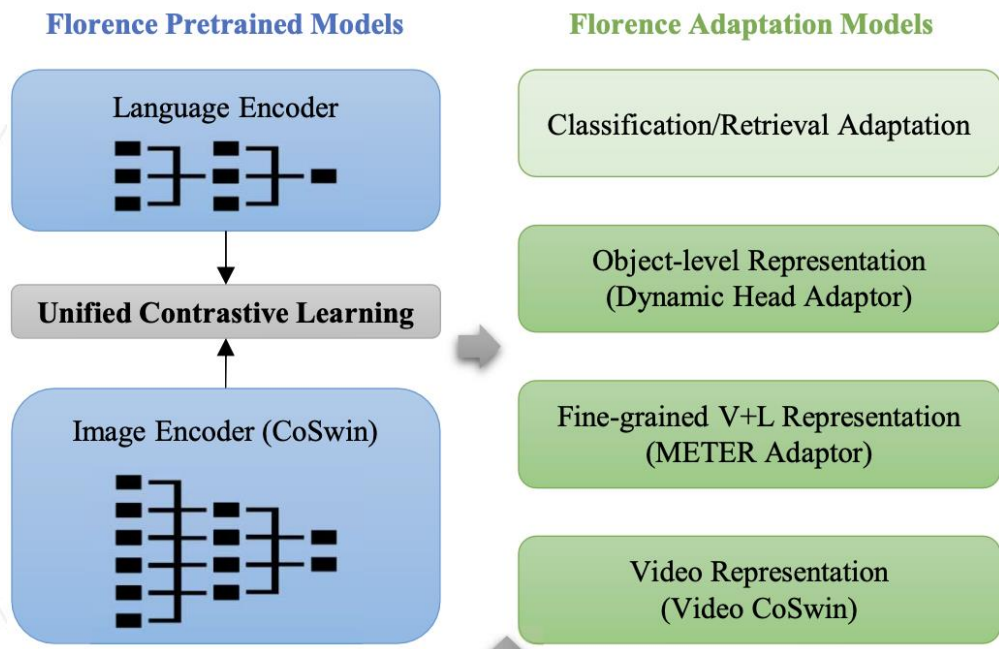 Florence Pretrained Models
Language Encoder
Unified Contrastive Learning
Image Encoder (CoSwin)
Florence Adaptation Models
Classification/Retrieval Adaptation
Object-level Representation
(Dynamic Head Adaptor)
Fine-grained V+L Representation
(METER Adaptor)
Video Representation
(Video CoSwin)